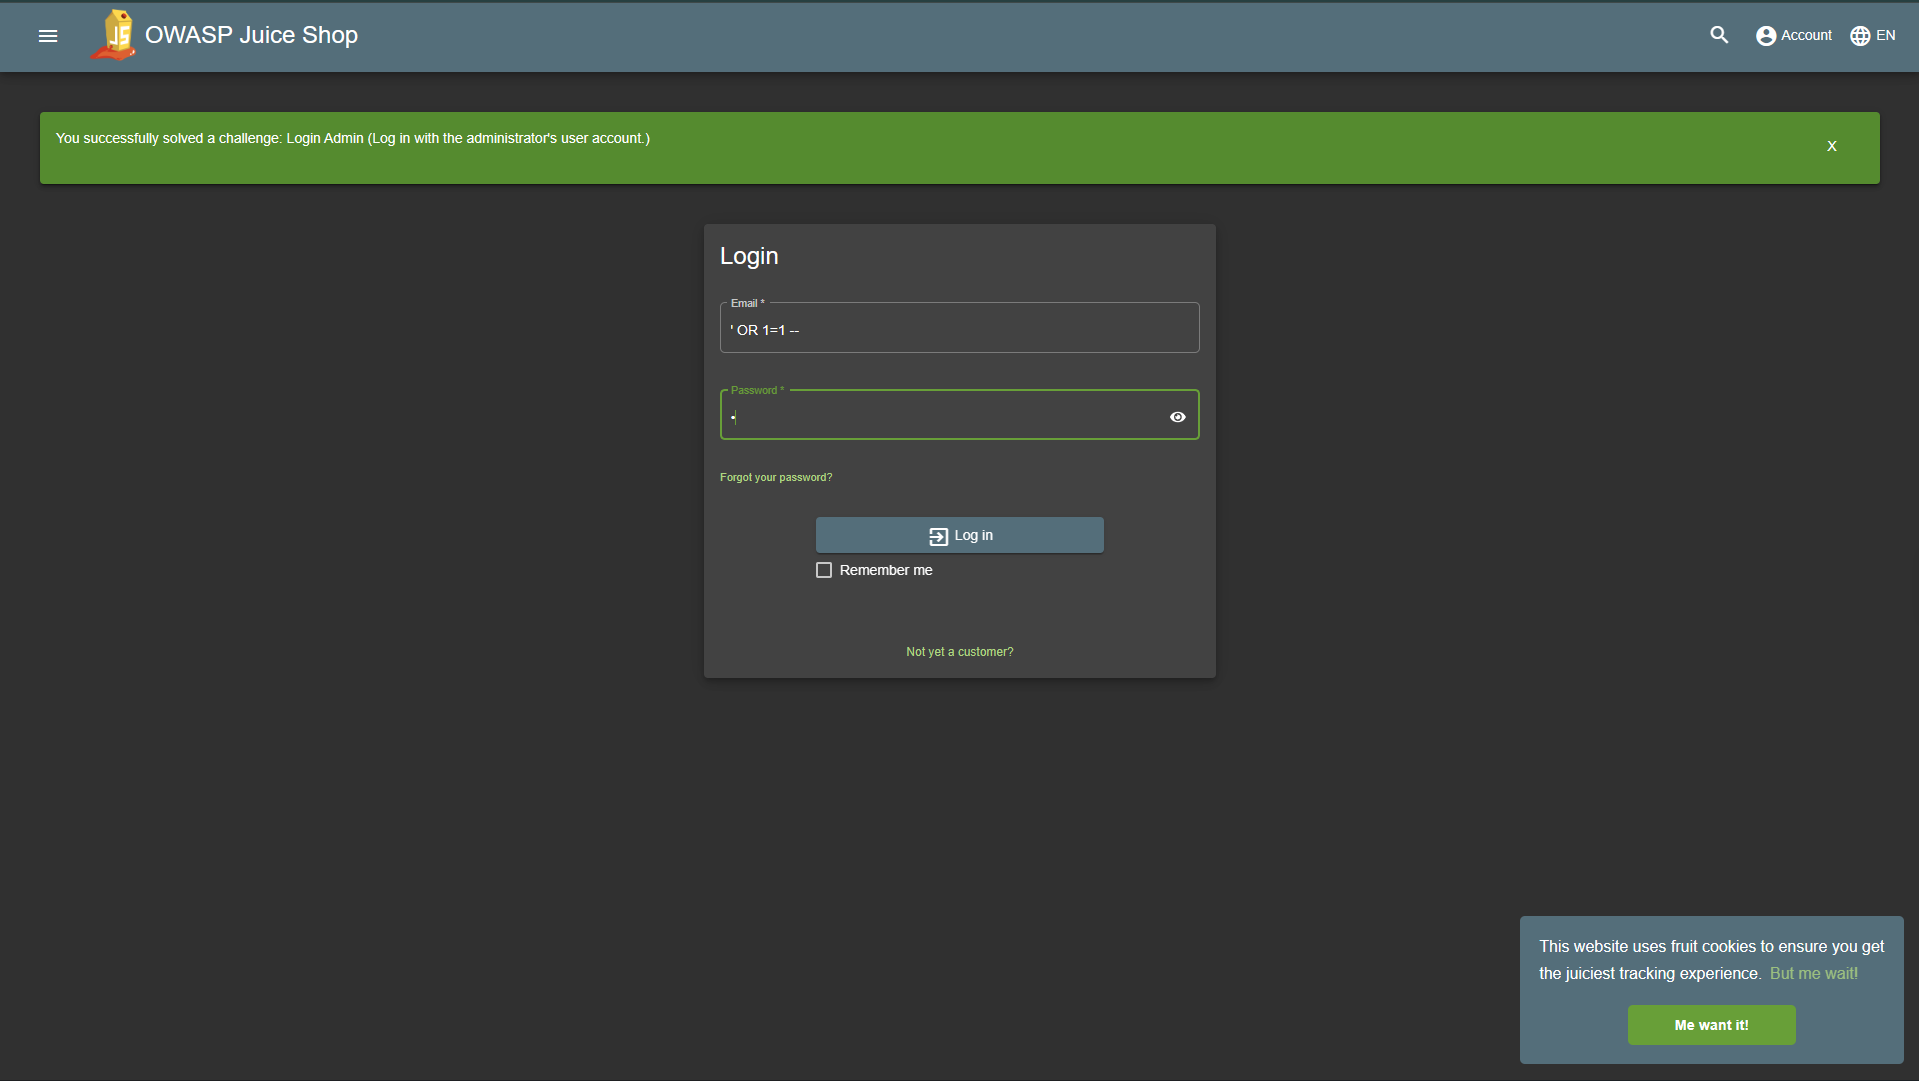 OWASP Juice Shop
Account
EN
You successfully solved a challenge: Login Admin (Log in with the administrator's user account.)
X
Login
Email *
' OR 1=1 --
Password *
Forgot your password?
Log in
Remember me
Not yet a customer?
This website uses fruit cookies to ensure you get
the juiciest tracking experience. But me wait!
Me want it!